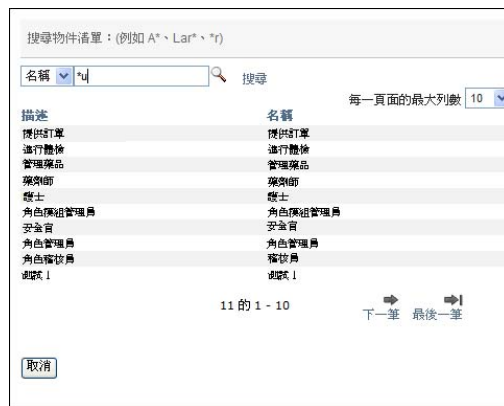 搜尋物件清單：(例如 A*、Lar*、*r)
名稱 *u 搜尋
每一頁面的最大列數 10
描述 名稱
提供訂單 提供訂單
進行體檢 進行體檢
管理藥品 管理藥品
藥劑師 藥劑師
護士 護士
角色模組管理員 角色模組管理員
安全官 安全官
角色管理員 角色管理員
角色稽核員 稽核員
測試 1 測試 1
11 的 1 - 10
下一筆 最後一筆
取消